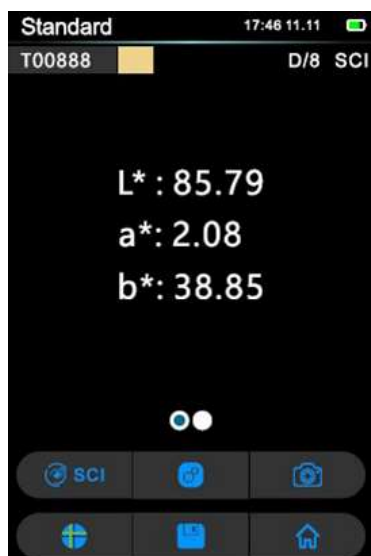 Standard 17:46 11.11
T00888 D/8 SCI
L* : 85.79
a*: 2.08
b*: 38.85
SCI